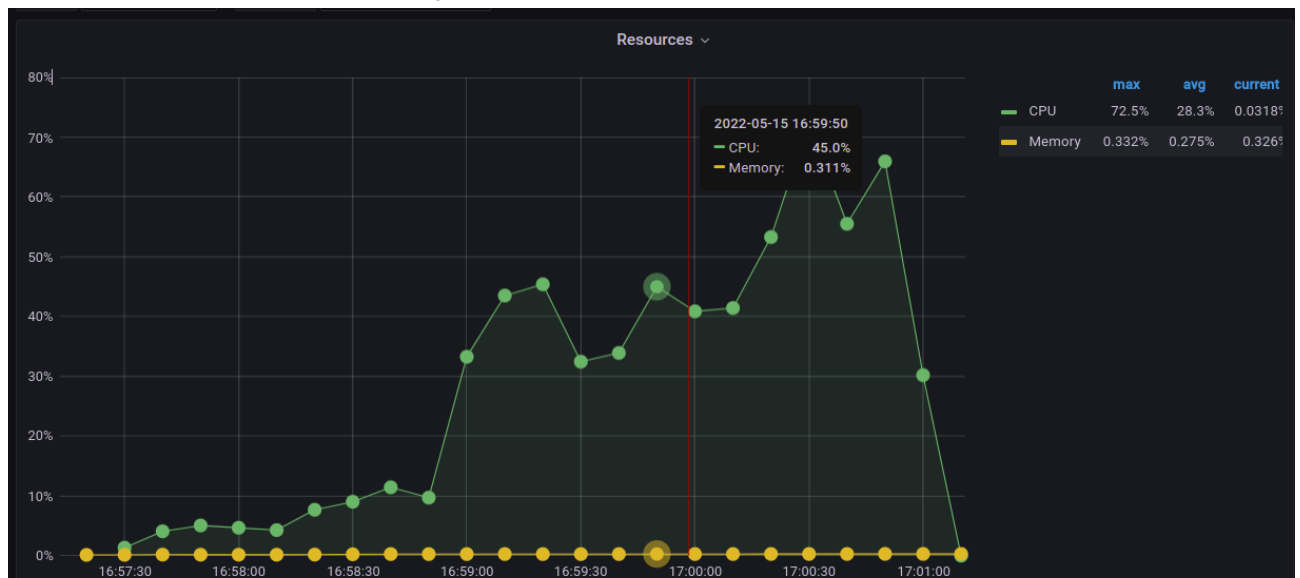 Resources
80%
70%
60%
50%
40%
30%
20%
10%
0%
16:57:30 16:58:00 16:58:30 16:59:00 16:59:30 17:00:00 17:00:30 17:01:00
2022-05-15 16:59:50
CPU: 45.0%
Memory: 0.311%
max avg current
CPU 72.5% 28.3% 0.0318%
Memory 0.332% 0.275% 0.326%